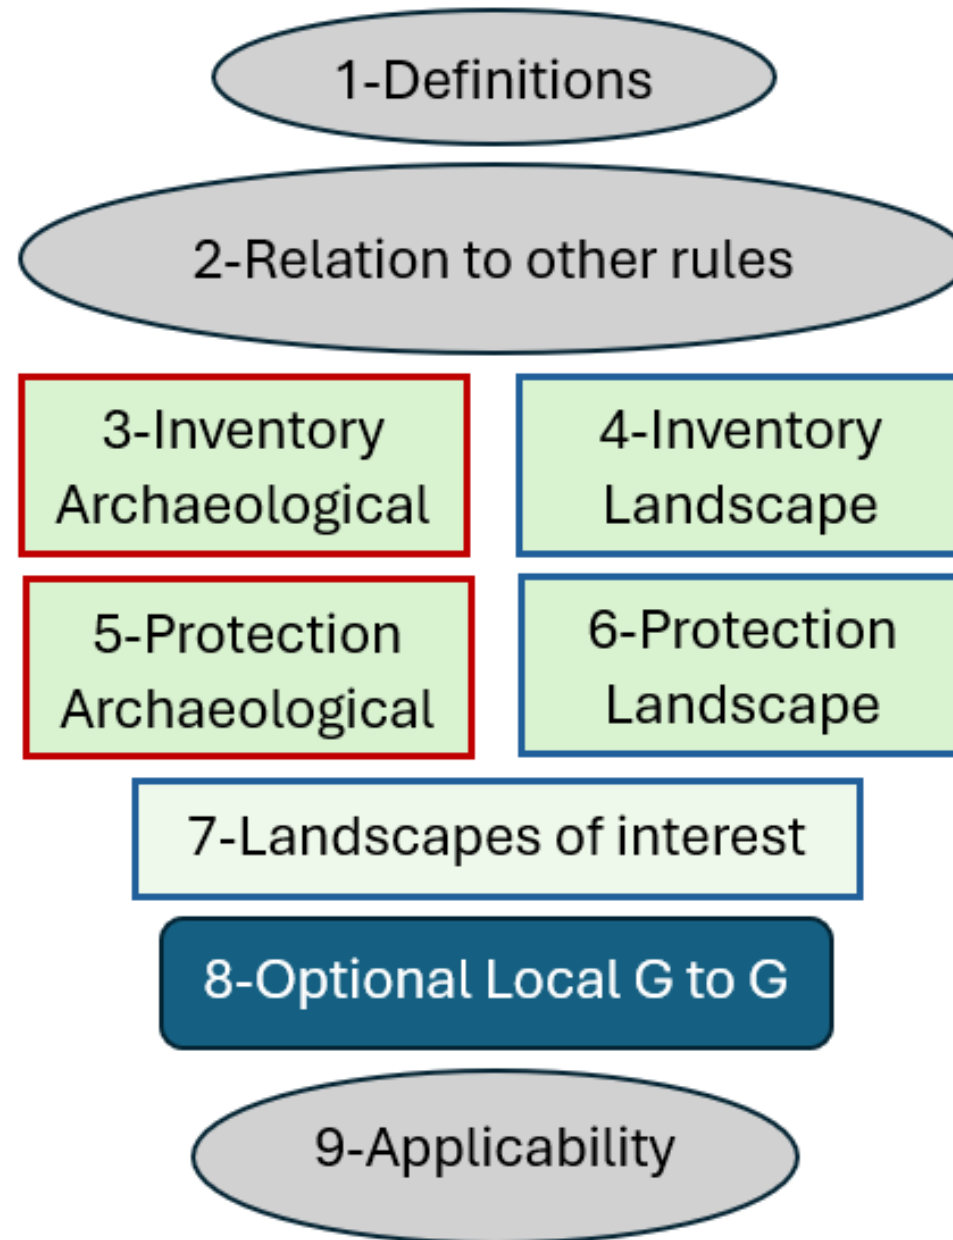 1-Definitions
2-Relation to other rules
3-Inventory
Archaeological
4-Inventory
Landscape
5-Protection
Archaeological
6-Protection
Landscape
7-Landscapes of interest
8-Optional Local G to G
9-Applicability